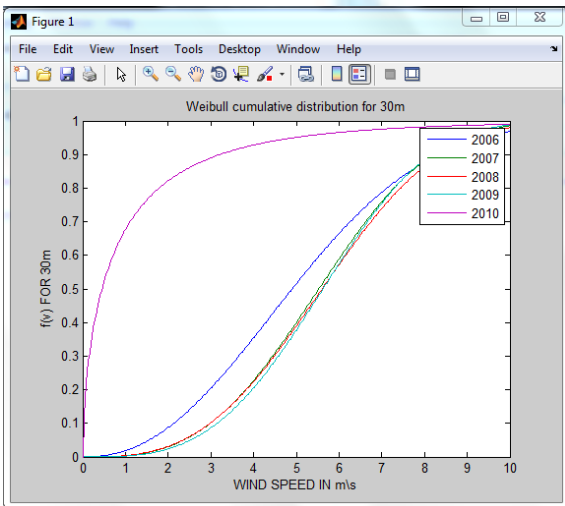 Figure 1
File Edit View Insert Tools Desktop Window Help
Weibull cumulative distribution for 30m
1
0.9
0.8
0.7
0.6
0.5
0.4
0.3
0.2
0.1
0
f(v) FOR 30m
2006
2007
2008
2009
2010
0 1 2 3 4 5 6 7 8 9 10
WIND SPEED IN m\s